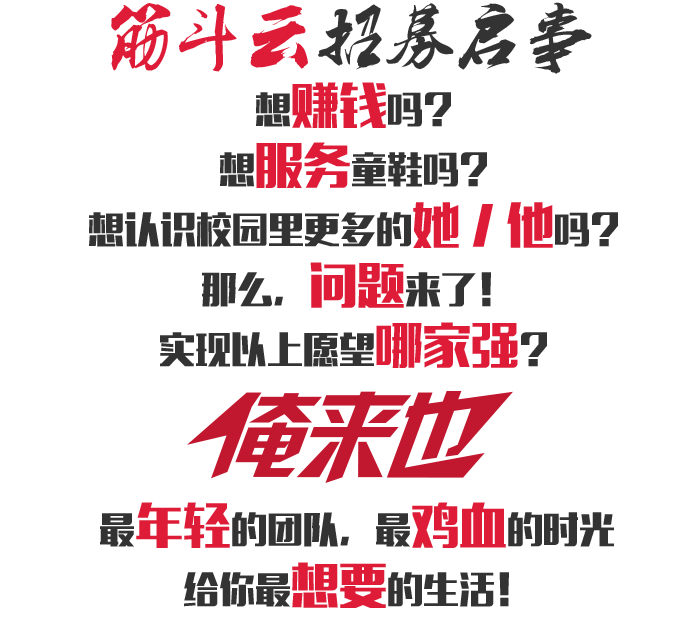 筋斗云招募启事
想赚钱吗?
想服务童鞋吗?
想认识校园里更多的她/他吗?
那么,问题来了!
实现以上愿望哪家强?
俺来也
最年轻的团队,最鸡血的时光
给你最想要的生活!